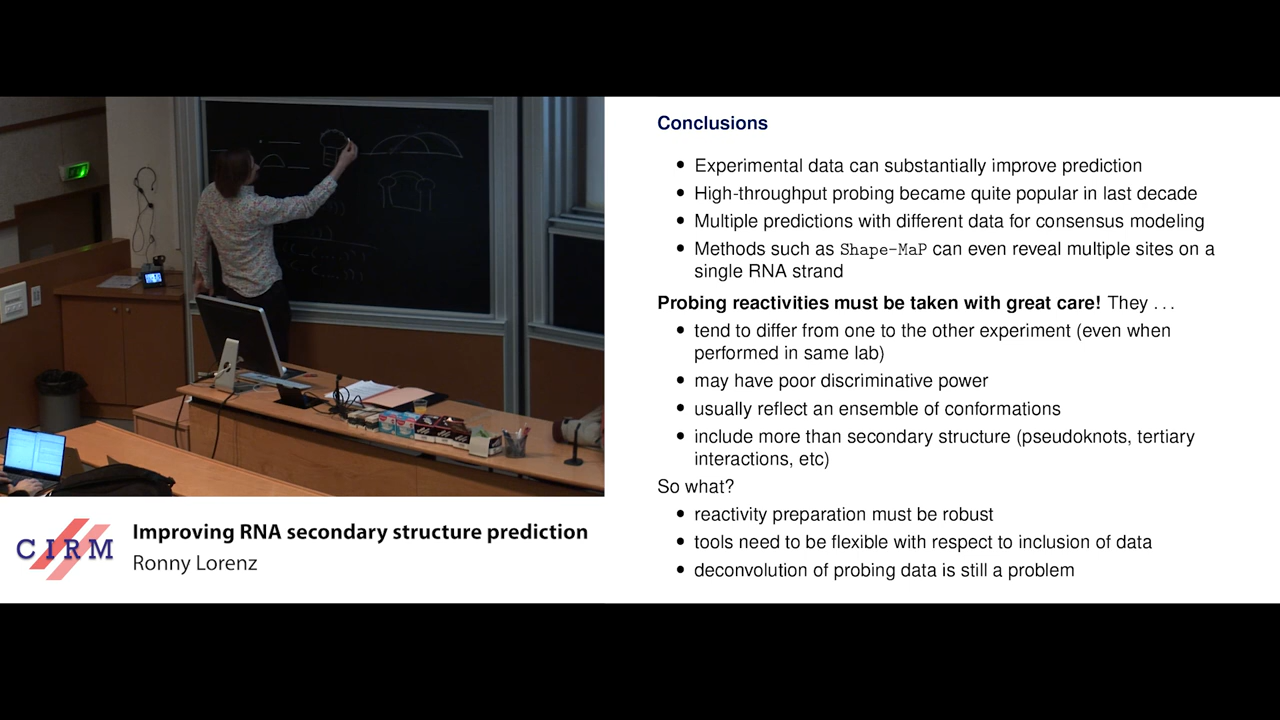 Conclusions
• Experimental data can substantially improve prediction
• High-throughput probing became quite popular in last decade
• Multiple predictions with different data for consensus modeling
• Methods such as Shape-MaP can even reveal multiple sites on a
single RNA strand
Probing reactivities must be taken with great care! They ...
• tend to differ from one to the other experiment (even when
performed in same lab)
• may have poor discriminative power
• usually reflect an ensemble of conformations
• include more than secondary structure (pseudoknots, tertiary
interactions, etc)
So what?
• reactivity preparation must be robust
• tools need to be flexible with respect to inclusion of data
• deconvolution of probing data is still a problem
CIRM
Improving RNA secondary structure prediction
Ronny Lorenz